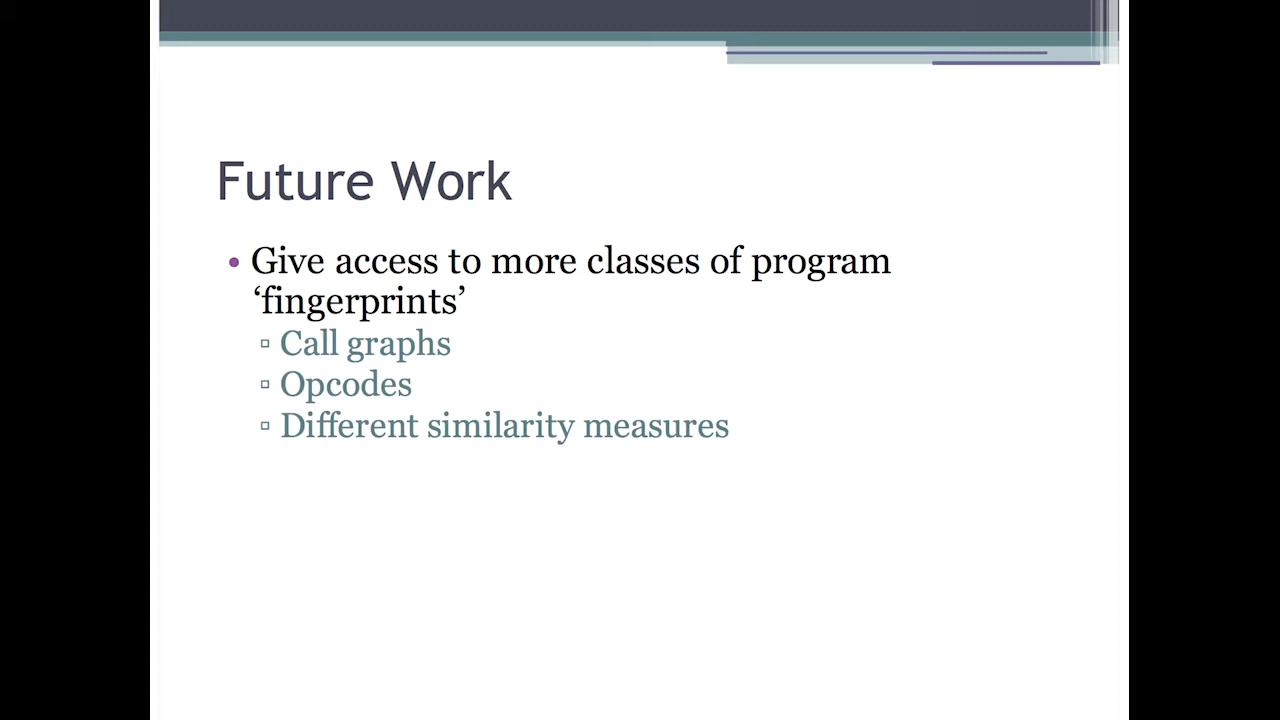 Future Work
• Give access to more classes of program
‘fingerprints’
▫ Call graphs
▫ Opcodes
▫ Different similarity measures